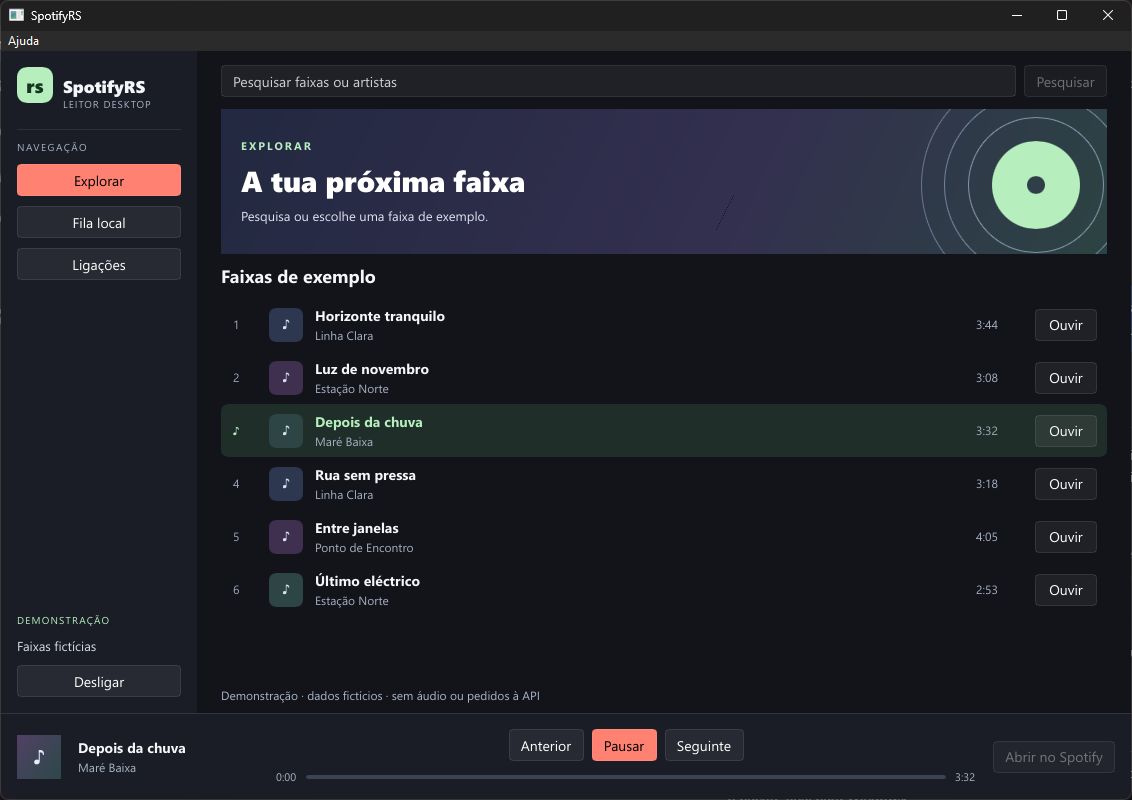 SpotifyRS
Ajuda
rs
SpotifyRS
LEITOR DESKTOP
NAVEGAÇÃO
Explorar
Fila local
Ligações
DEMONSTRAÇÃO
Faixas fictícias
Desligar
Pesquisar faixas ou artistas
Pesquisar
EXPLORAR
A tua próxima faixa
Pesquisa ou escolhe uma faixa de exemplo.
Faixas de exemplo
1 ♪ Horizonte tranquilo 3:44 Ouvir
Linha Clara
2 ♪ Luz de novembro 3:08 Ouvir
Estação Norte
♪ ♪ Depois da chuva 3:32 Ouvir
Maré Baixa
4 ♪ Rua sem pressa 3:18 Ouvir
Linha Clara
5 ♪ Entre janelas 4:05 Ouvir
Ponto de Encontro
6 ♪ Último eléctrico 2:53 Ouvir
Estação Norte
Demonstração · dados fictícios · sem áudio ou pedidos à API
♪ Depois da chuva
Maré Baixa
Anterior Pausar Seguinte
0:00 3:32
Abrir no Spotify